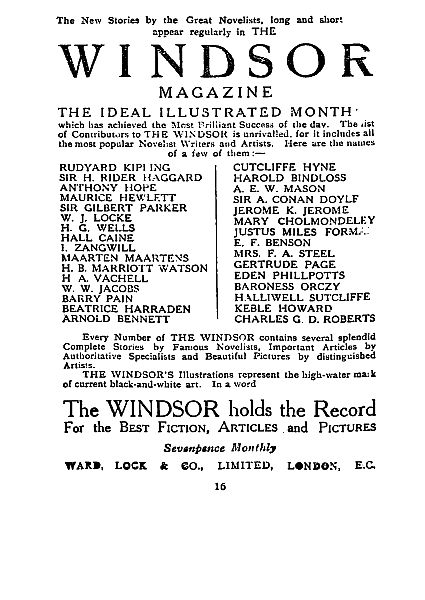 The New Stories by the Great Novelists, long and short
appear regularly in THE
WINDSOR
MAGAZINE
THE IDEAL ILLUSTRATED MONTH
which has achieved the Most Brilliant Success of the day. The list
of Contributors to THE WINDSOR is unrivalled, for it includes all
the most popular Novelist Writers and Artists. Here are the names
of a few of them:—
RUDYARD KIPLING
SIR H. RIDER HAGGARD
ANTHONY HOPE
MAURICE HEWLETT
SIR GILBERT PARKER
W. J. LOCKE
H. G. WELLS
HALL CAINE
I. ZANGWILL
MAARTEN MAARTENS
H. B. MARRIOTT WATSON
H A. VACHELL
W. W. JACOBS
BARRY PAIN
BEATRICE HARRADEN
ARNOLD BENNETT
CUTCLIFFE HYNE
HAROLD BINDLOSS
A. E. W. MASON
SIR A. CONAN DOYLE
JEROME K. JEROME
MARY CHOLMONDELEY
JUSTUS MILES FORMAN
E. F. BENSON
MRS. F. A. STEEL
GERTRUDE PAGE
EDEN PHILLPOTTS
BARONESS ORCZY
HALLIWELL SUTCLIFFE
KEBLE HOWARD
CHARLES G. D. ROBERTS
Every Number of THE WINDSOR contains several splendid
Complete Stories by Famous Novelists, Important Articles by
Authoritative Specialists and Beautiful Pictures by distinguished
Artists.
THE WINDSOR'S Illustrations represent the high-water mark
of current black-and-white art. In a word
The WINDSOR holds the Record
For the BEST FICTION, ARTICLES and PICTURES
Sevenpence Monthly
WARD, LOCK & CO., LIMITED, LONDON, E.C.
16